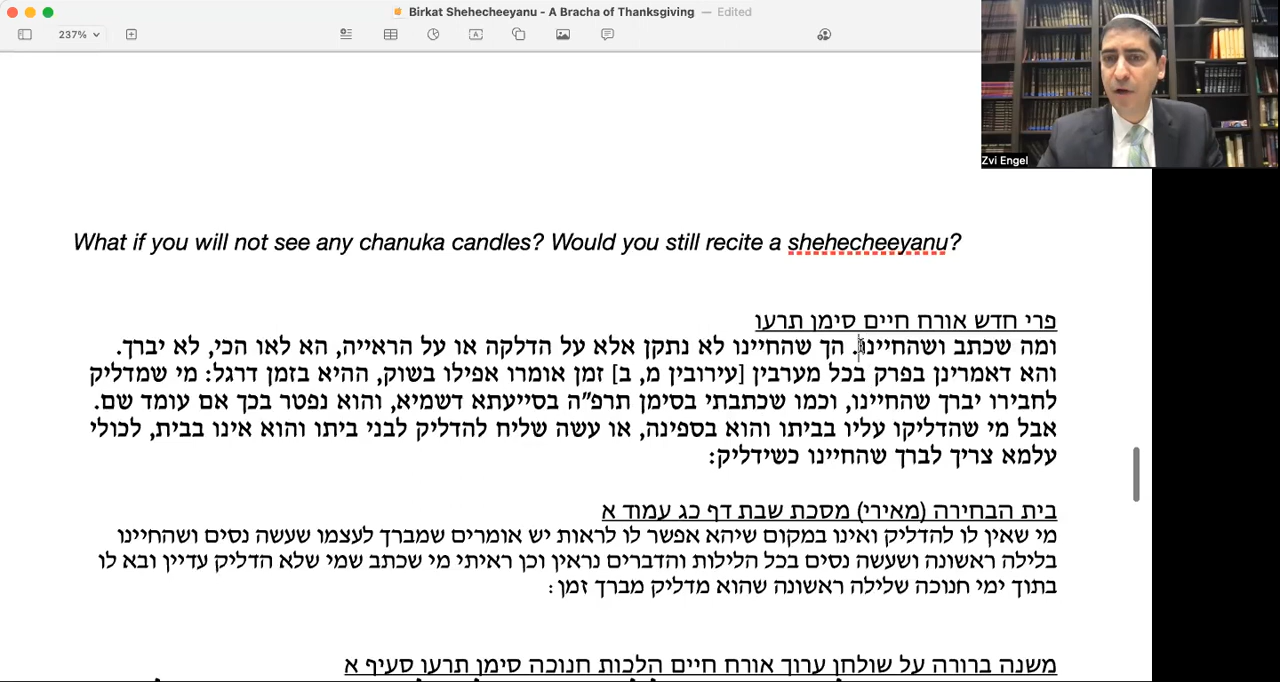 Birkat Shehecheeyanu - A Bracha of Thanksgiving — Edited
237%
Zvi Engel
What if you will not see any chanuka candles? Would you still recite a shehecheeyanu?
פרי חדש אורח חיים סימן תרעו
ומה שכתב ושהחיינו. הך שהחיינו לא נתקן אלא על הדלקה או על הראייה, הא לאו הכי, לא יברך.
והא דאמרינן בפרק בכל מערבין [עירובין מ, ב] זמן אומרו אפילו בשוק, ההיא בזמן דרגל: מי שמדליק
לחבירו יברך שהחיינו, וכמו שכתבתי בסימן תרפ"ה בסייעתא דשמיא, והוא נפטר בכך אם עומד שם.
אבל מי שהדליקו עליו בביתו והוא בספינה, או עשה שליח להדליק לבני ביתו והוא אינו בבית, לכולי
עלמא צריך לברך שהחיינו כשידליק:
בית הבחירה (מאירי) מסכת שבת דף כג עמוד א
מי שאין לו להדליק ואינו במקום שיהא אפשר לו לראות יש אומרים שמברך לעצמו שעשה נסים ושהחיינו
בלילה ראשונה ושעשה נסים בכל הלילות והדברים נראין וכן ראיתי מי שכתב שמי שלא הדליק עדיין ובא לו
בתוך ימי חנוכה שלילה ראשונה שהוא מדליק מברך זמן:
משנה ברורה על שולחן ערוך אורח חיים הלכות חנוכה סימן תרעו סעיף א